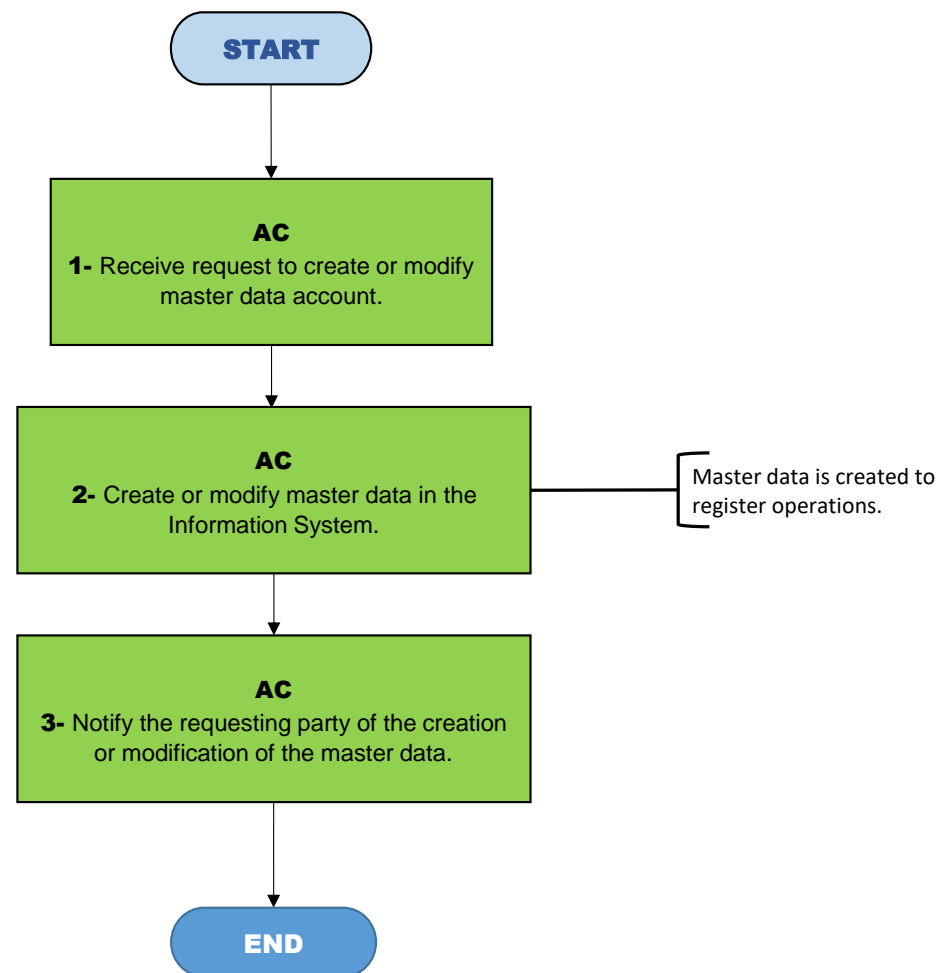 START
AC
1- Receive request to create or modify
master data account.
AC
2- Create or modify master data in the
Information System.
Master data is created to
register operations.
AC
3- Notify the requesting party of the creation
or modification of the master data.
END